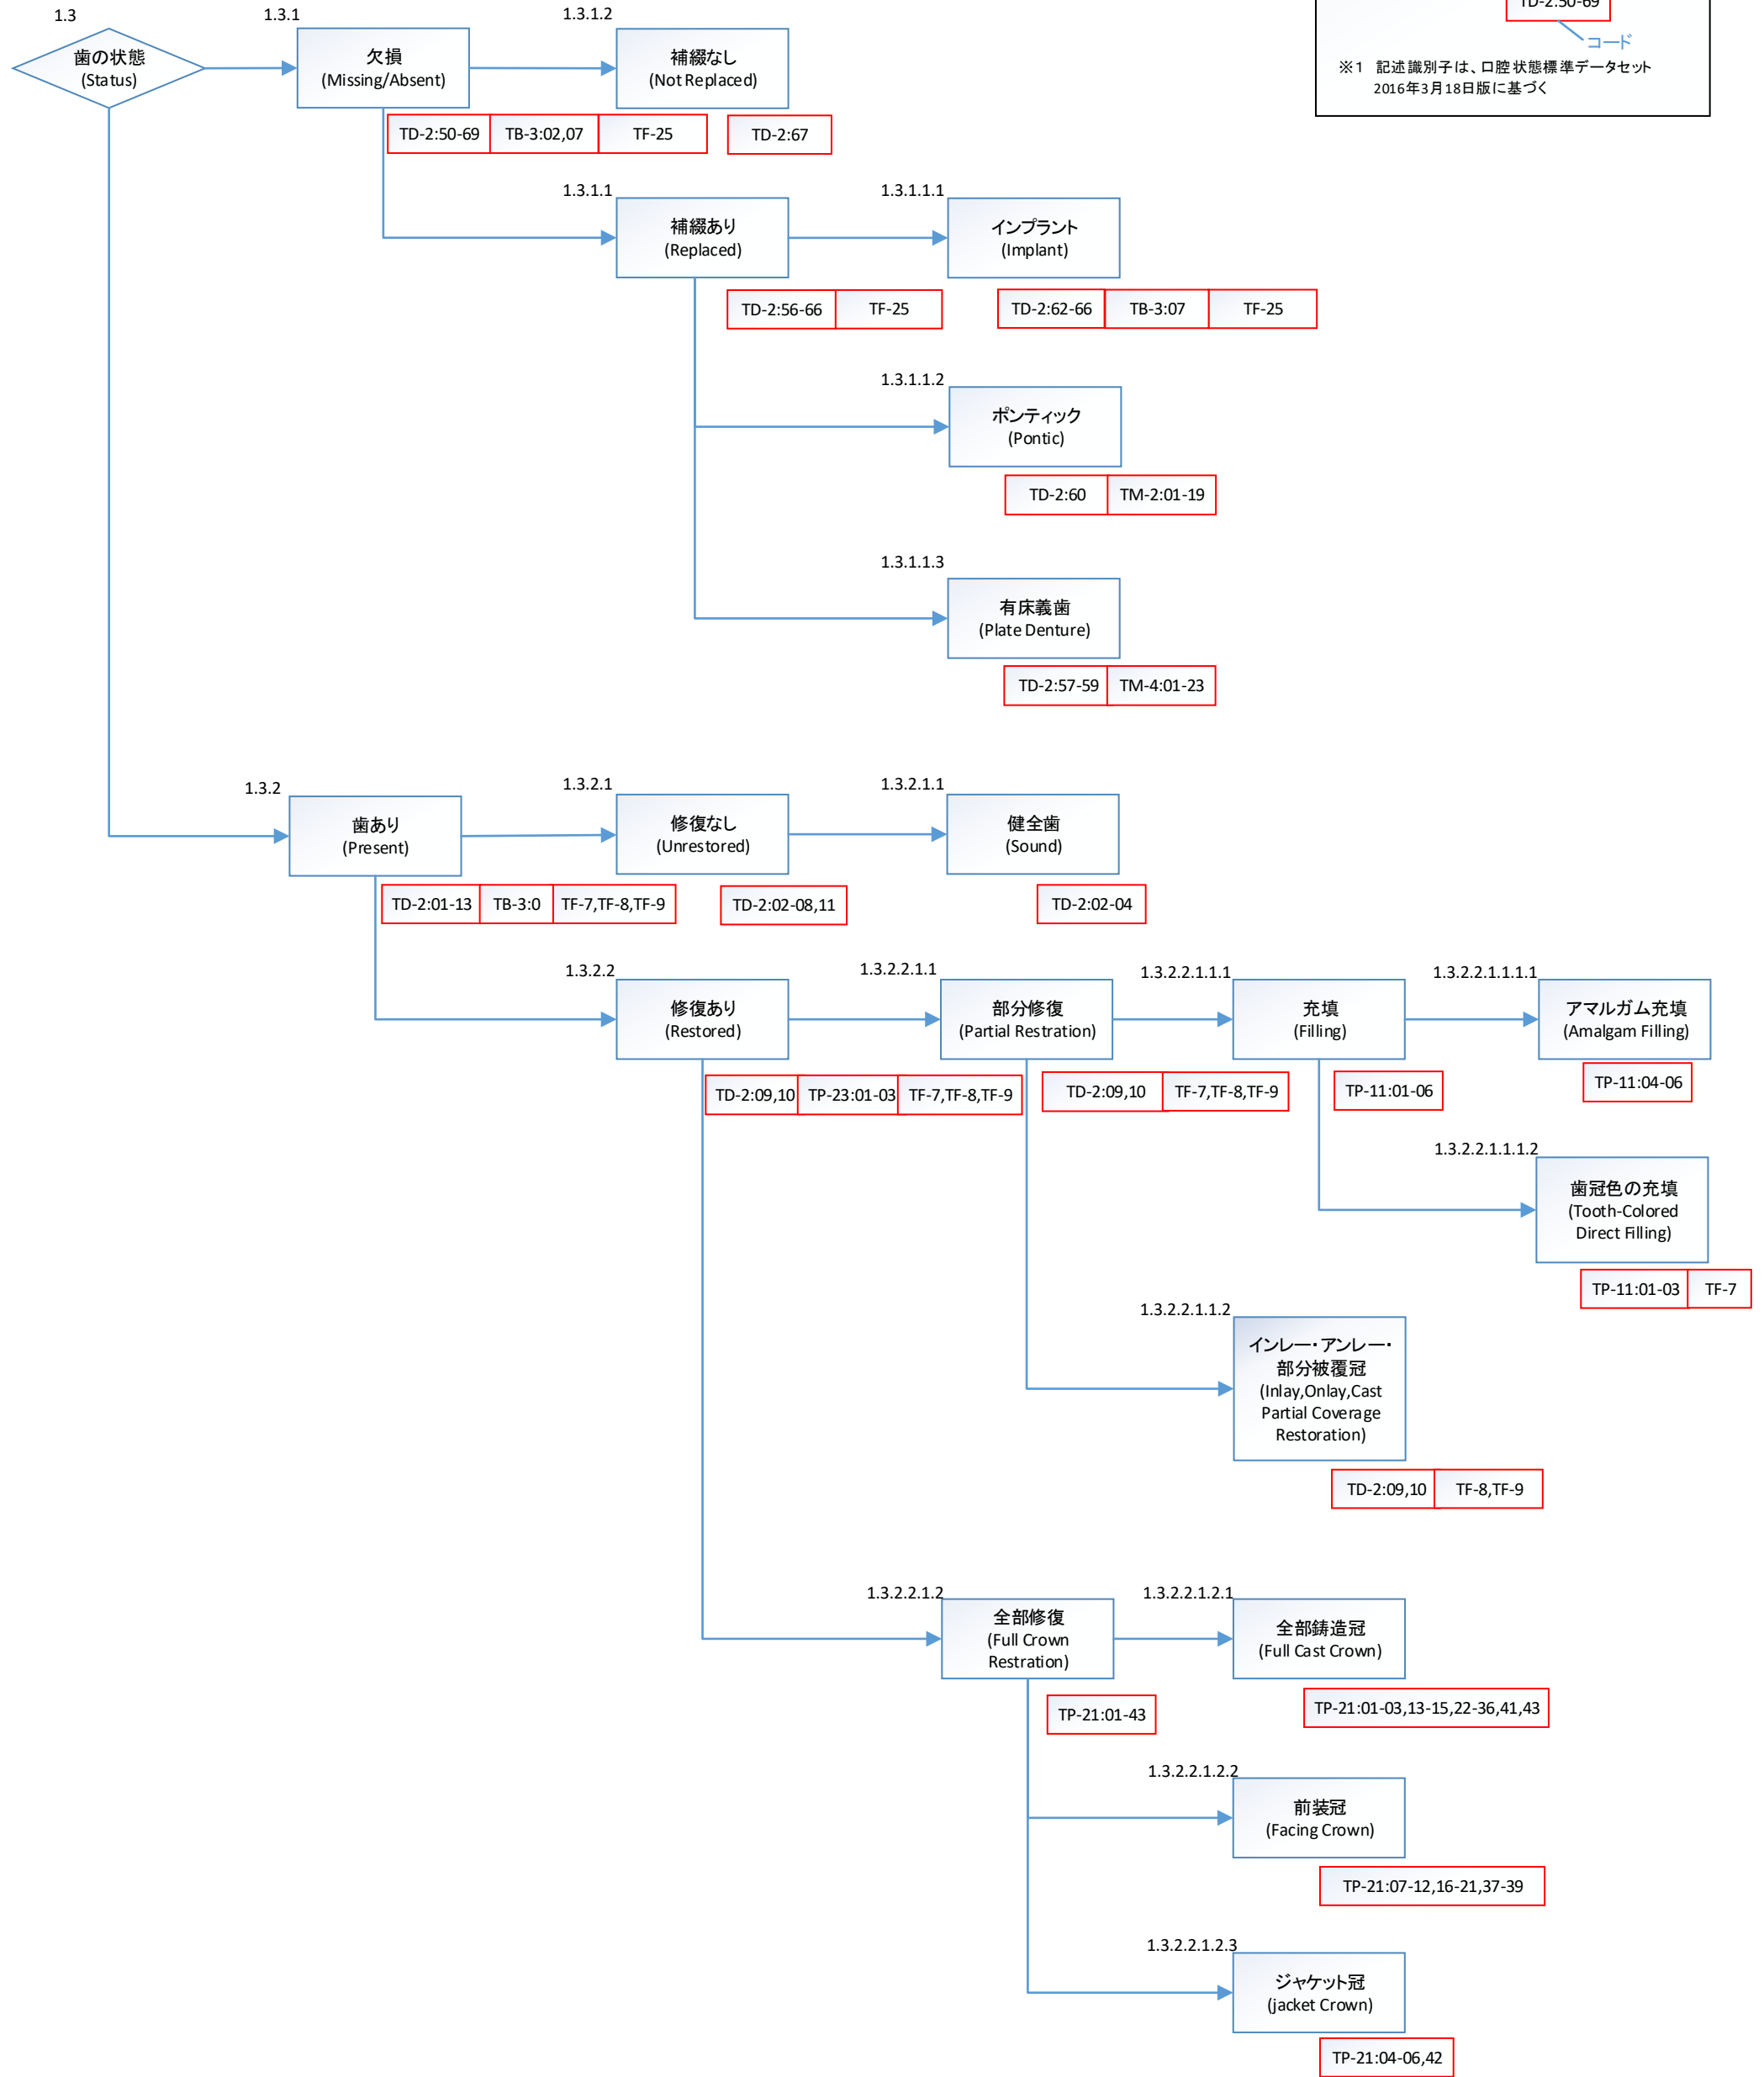 TD-2:50-69
コード
※1 記述識別子は、口腔状態標準データセット
2016年3月18日版に基づく
1.3
歯の状態
(Status)
1.3.1
欠損
(Missing/Absent)
1.3.1.2
補綴なし
(Not Replaced)
TD-2:50-69
TB-3:02,07
TF-25
TD-2:67
1.3.1.1
補綴あり
(Replaced)
1.3.1.1.1
インプラント
(Implant)
TD-2:56-66
TF-25
TD-2:62-66
TB-3:07
TF-25
1.3.1.1.2
ポンティック
(Pontic)
TD-2:60
TM-2:01-19
1.3.1.1.3
有床義歯
(Plate Denture)
TD-2:57-59
TM-4:01-23
1.3.2
歯あり
(Present)
1.3.2.1
修復なし
(Unrestored)
1.3.2.1.1
健全歯
(Sound)
TD-2:01-13
TB-3:0
TF-7,TF-8,TF-9
TD-2:02-08,11
TD-2:02-04
1.3.2.2
修復あり
(Restored)
1.3.2.2.1.1
部分修復
(Partial Restration)
1.3.2.2.1.1.1
充填
(Filling)
1.3.2.2.1.1.1.1
アマルガム充填
(Amalgam Filling)
TD-2:09,10
TP-23:01-03
TF-7,TF-8,TF-9
TD-2:09,10
TF-7,TF-8,TF-9
TP-11:01-06
TP-11:04-06
1.3.2.2.1.1.1.2
歯冠色の充填
(Tooth-Colored
Direct Filling)
TP-11:01-03
TF-7
1.3.2.2.1.1.2
インレー・アンレー・
部分被覆冠
(Inlay,Onlay,Cast
Partial Coverage
Restoration)
TD-2:09,10
TF-8,TF-9
1.3.2.2.1.2
全部修復
(Full Crown
Restration)
1.3.2.2.1.2.1
全部鋳造冠
(Full Cast Crown)
TP-21:01-43
TP-21:01-03,13-15,22-36,41,43
1.3.2.2.1.2.2
前装冠
(Facing Crown)
TP-21:07-12,16-21,37-39
1.3.2.2.1.2.3
ジャケット冠
(jacket Crown)
TP-21:04-06,42